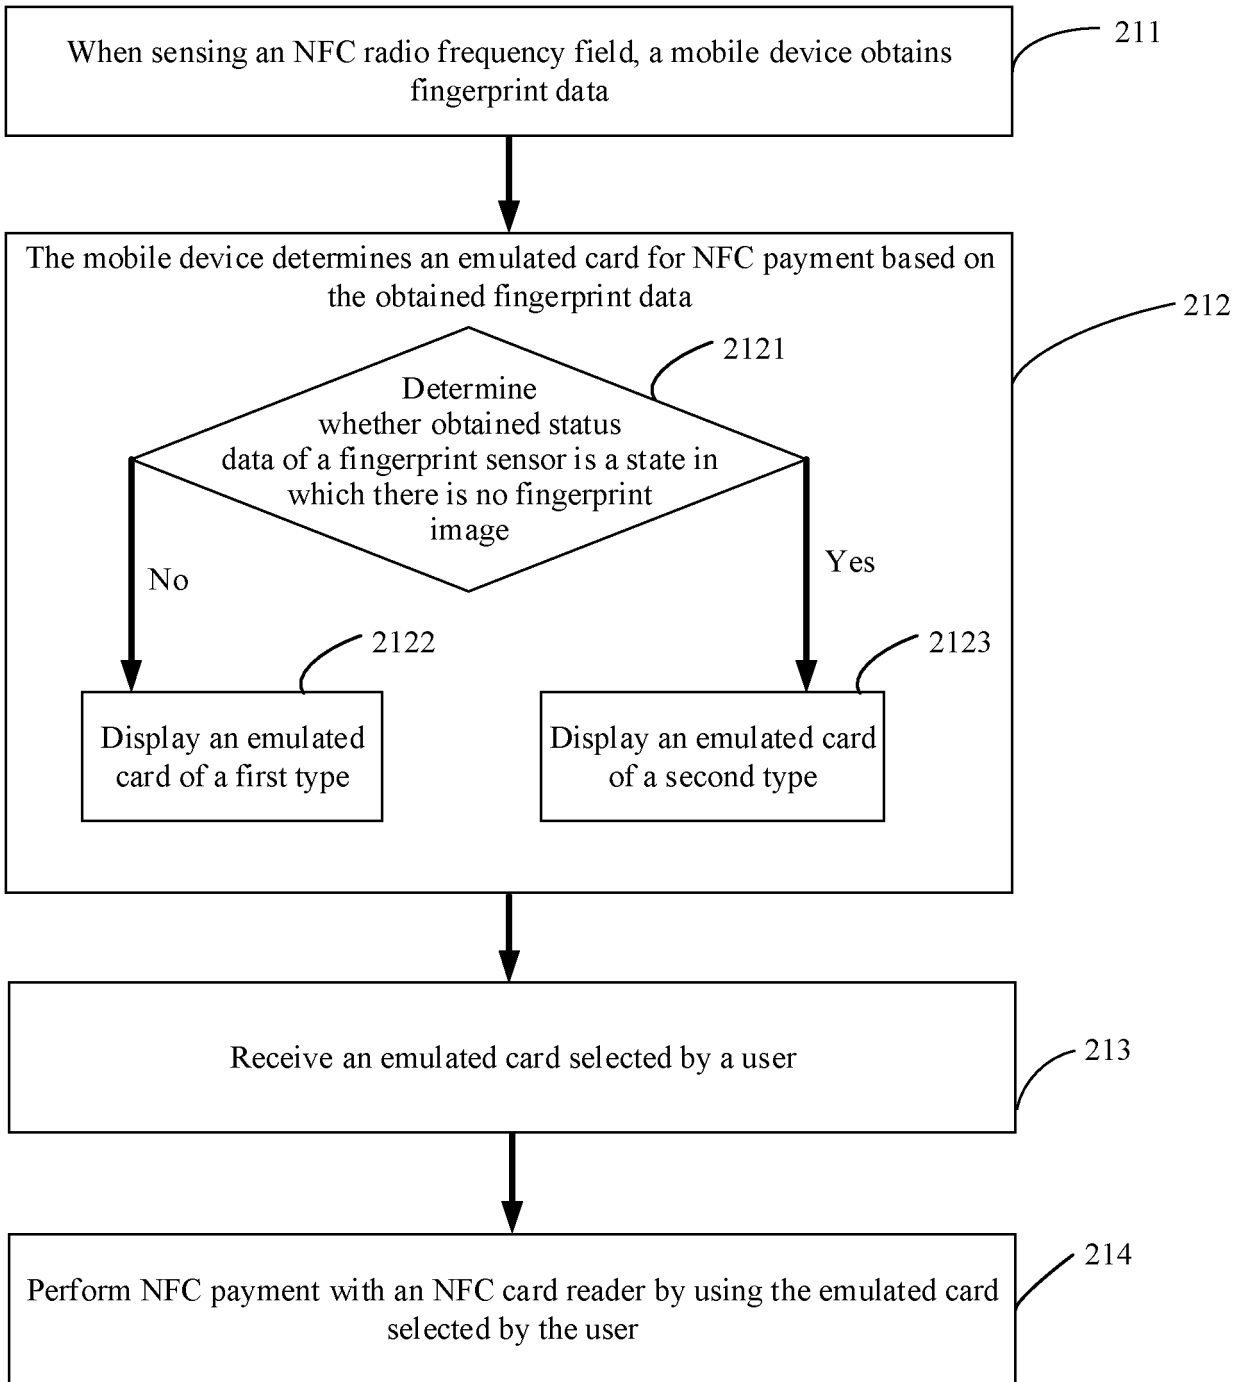 When sensing an NFC radio frequency field, a mobile device obtains
fingerprint data
211
The mobile device determines an emulated card for NFC payment based on
the obtained fingerprint data
212
2121
Determine
whether obtained status
data of a fingerprint sensor is a state in
which there is no fingerprint
image
No
Yes
2122
2123
Display an emulated
card of a first type
Display an emulated card
of a second type
Receive an emulated card selected by a user
213
Perform NFC payment with an NFC card reader by using the emulated card
selected by the user
214